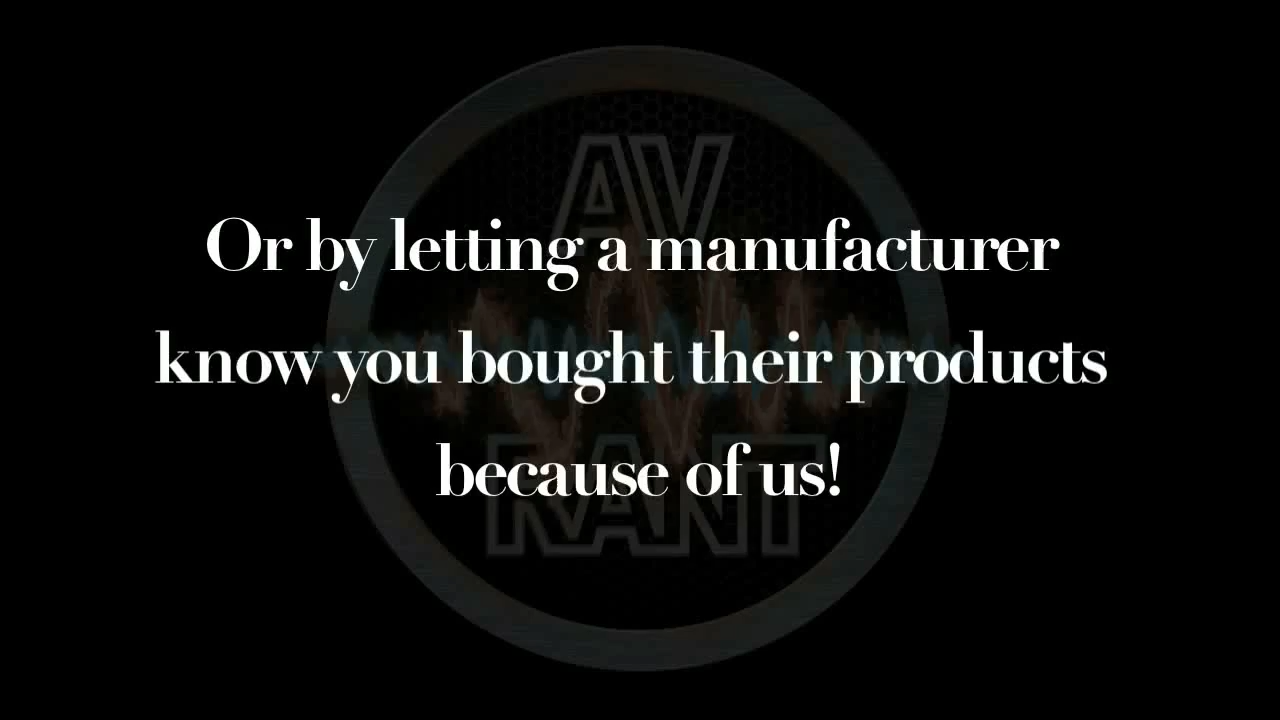 AV
Or by letting a manufacturer
know you bought their products
because of us!
RANT